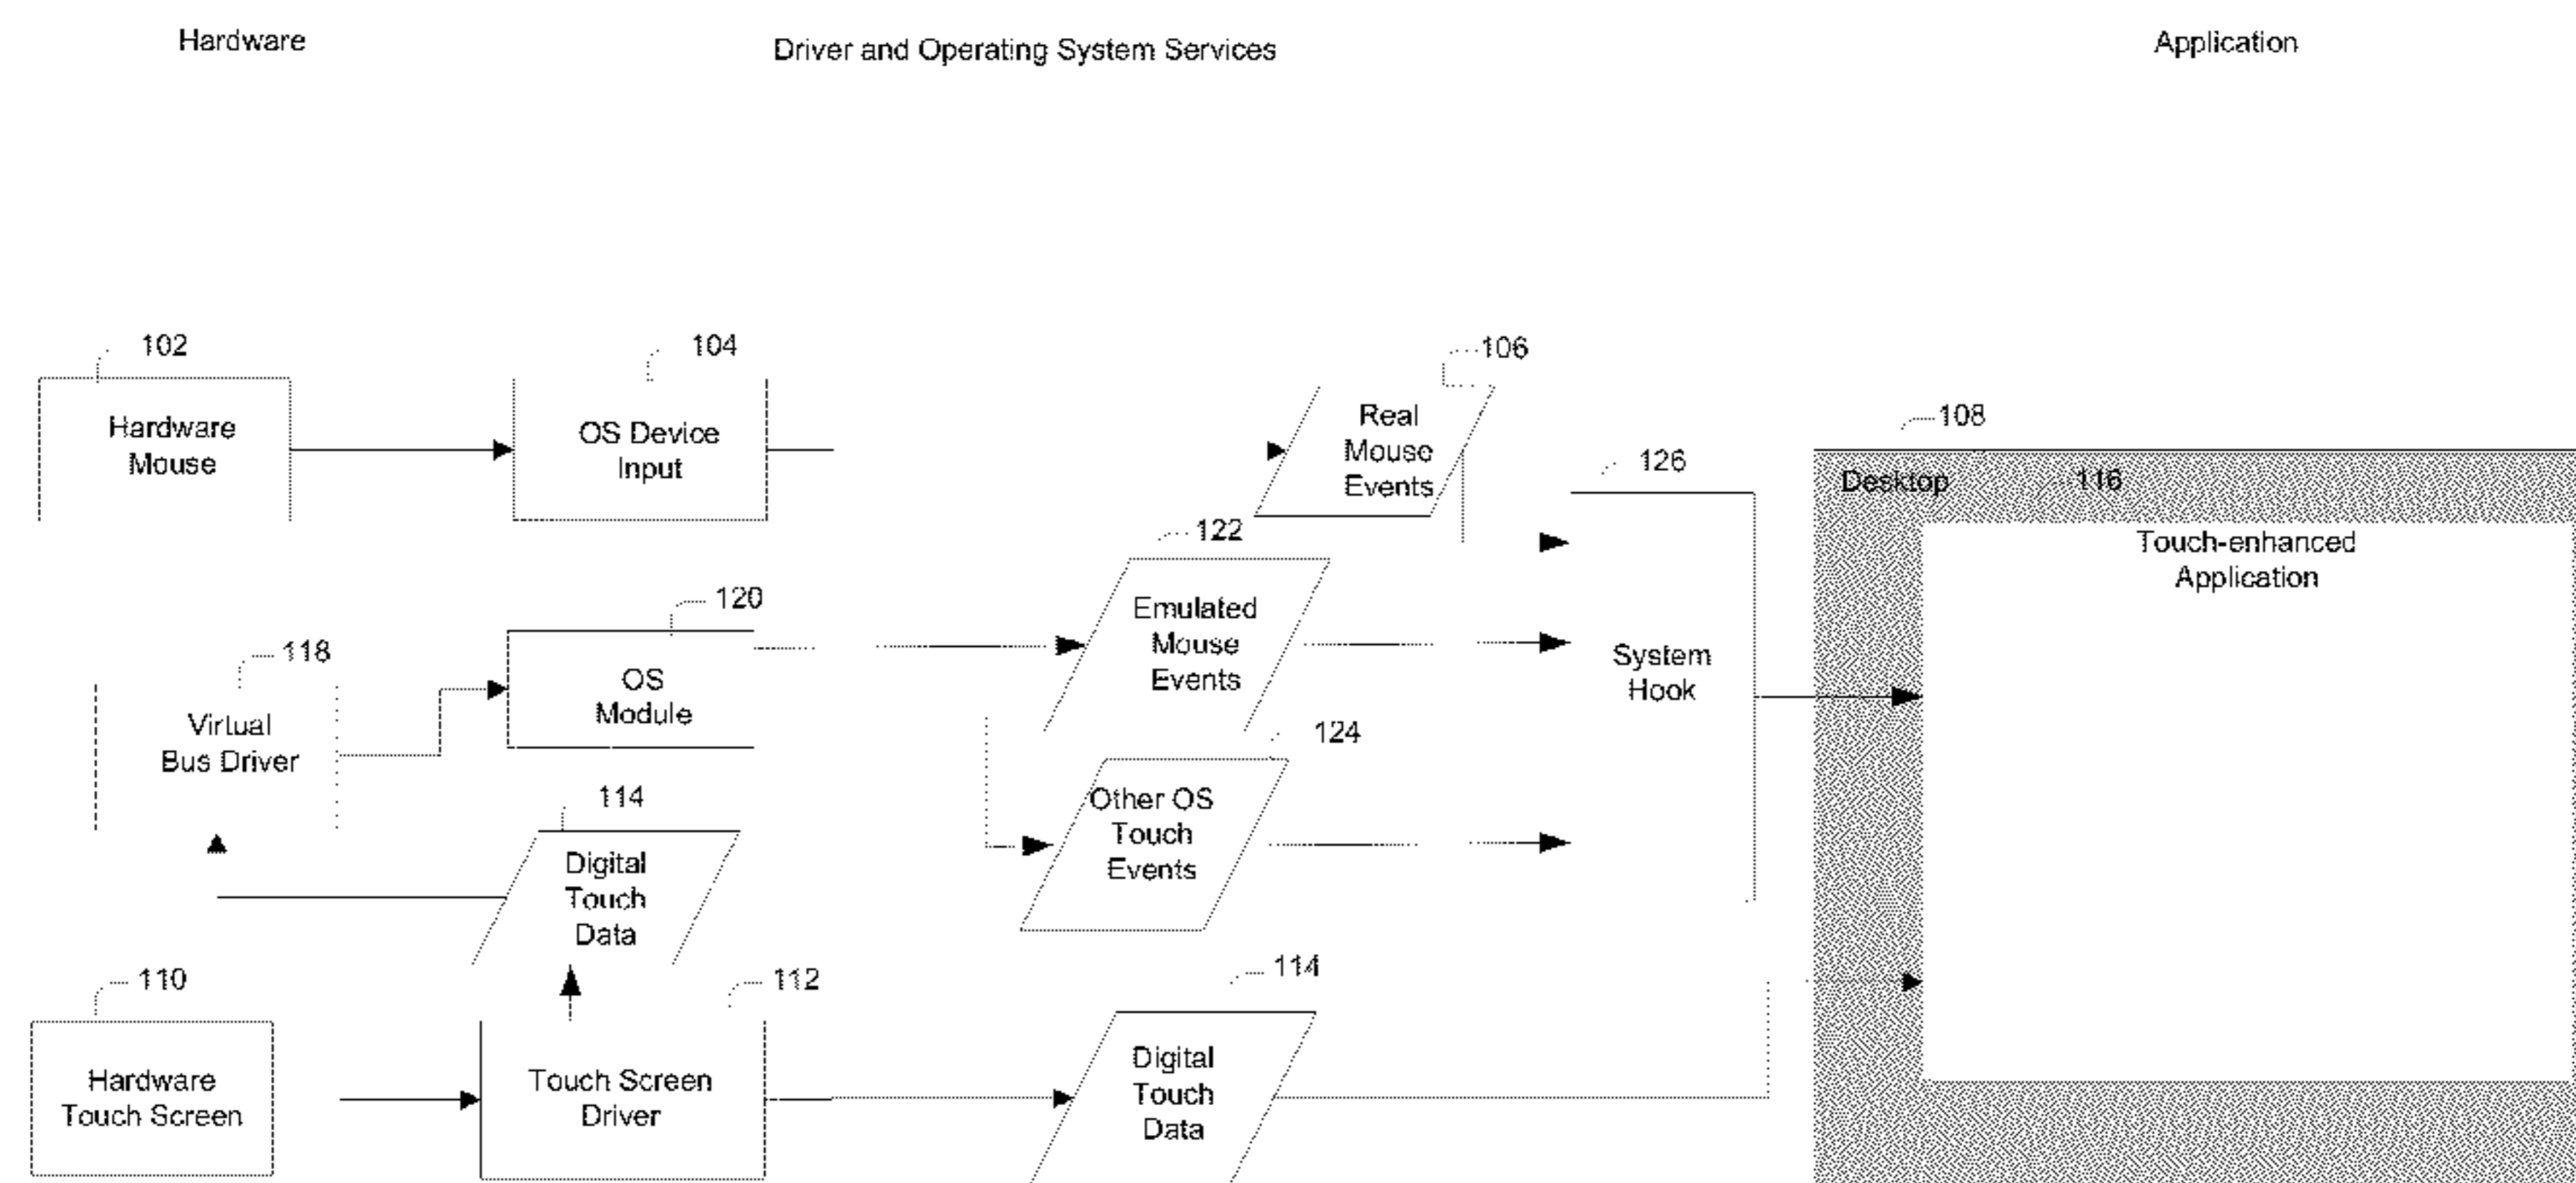 Hardware
Driver and Operating System Services
Application
102
104
106
Hardware
Mouse
OS Device
Input
Real
Mouse
Events
108
126
Desktop
116
122
Touch-enhanced
Application
120
Emulated
Mouse
Events
118
OS
Module
System
Hook
Virtual
Bus Driver
124
114
Other OS
Touch
Events
Digital
Touch
Data
110
112
114
Hardware
Touch Screen
Touch Screen
Driver
Digital
Touch
Data